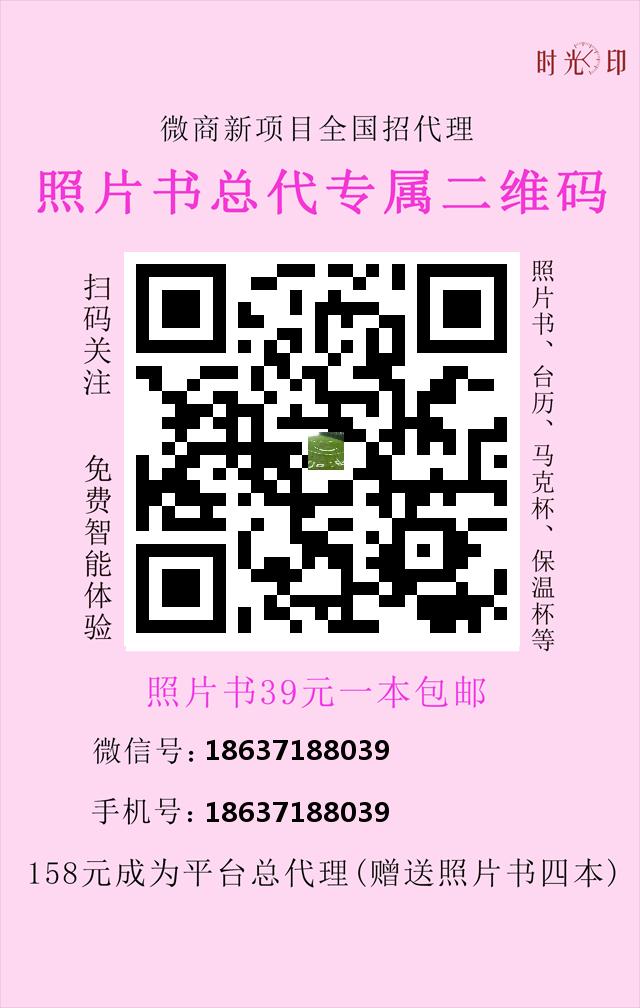 时光印
微商新项目全国招代理
照片书总代专属二维码
扫码关注 免费智能体验
照片书、台历、马克杯、保温杯等
照片书39元一本包邮
微信号:18637188039
手机号:18637188039
158元成为平台总代理(赠送照片书四本)